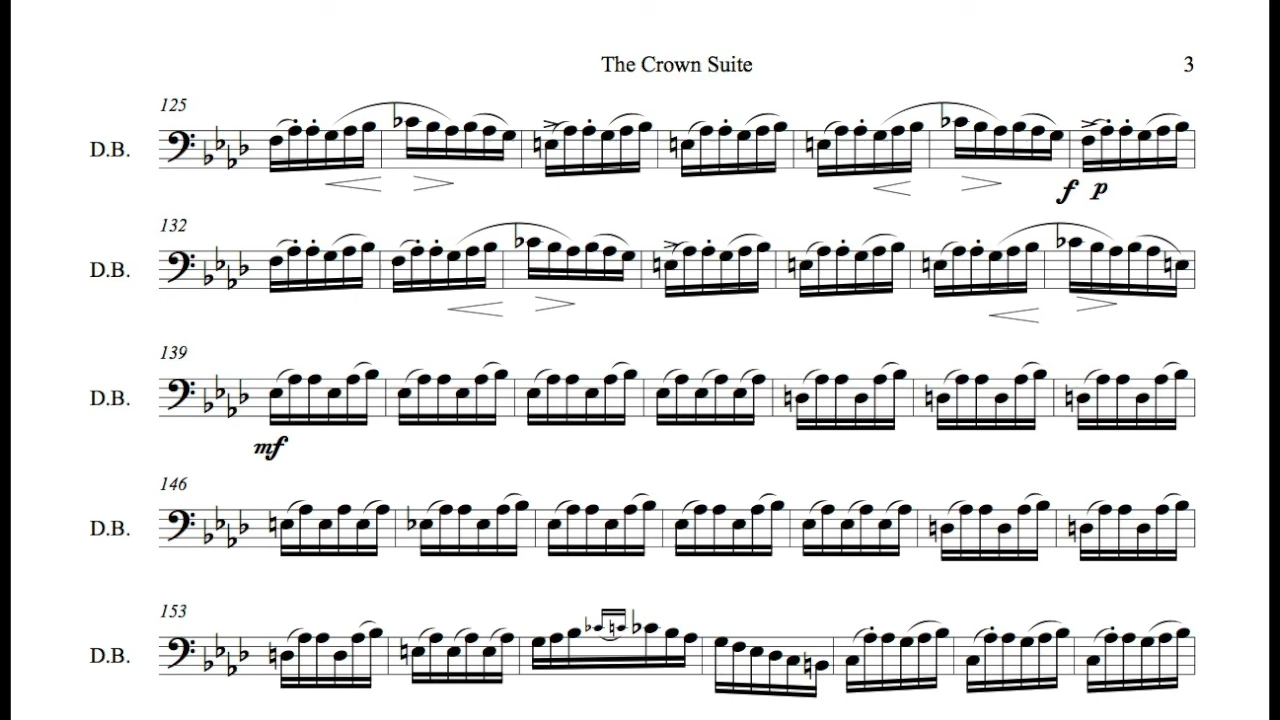 The Crown Suite 3
125
D.B.
f p
132
D.B.
139
D.B.
mf
146
D.B.
153
D.B.